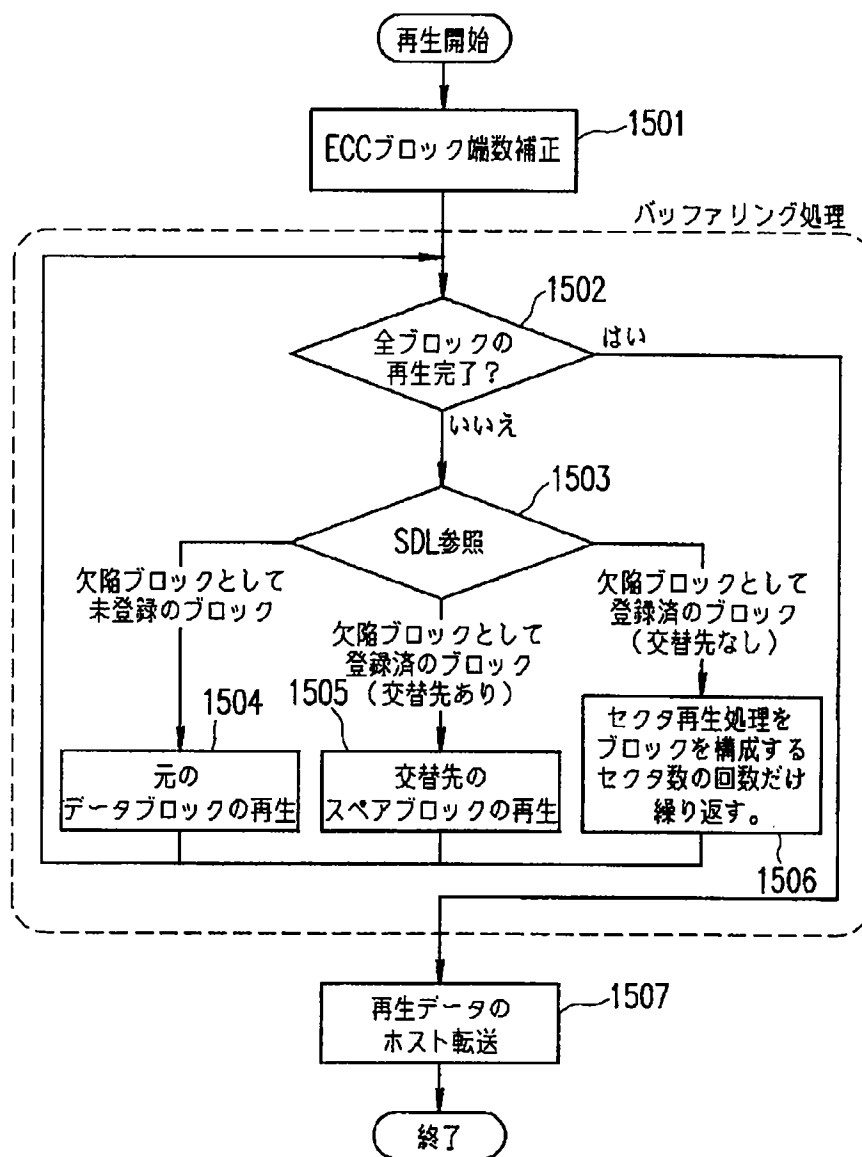 再生開始
1501
ECCブロック端数補正
バッファリング処理
1502
全ブロックの
再生完了?
はい
いいえ
1503
SDL参照
欠陥ブロックとして
未登録のブロック
欠陥ブロックとして
登録済のブロック
(交替先あり)
欠陥ブロックとして
登録済のブロック
(交替先なし)
1504
元の
データブロックの再生
1505
交替先の
スペアブロックの再生
セクタ再生処理を
ブロックを構成する
セクタ数の回数だけ
繰り返す。
1506
再生データの
ホスト転送
1507
終了